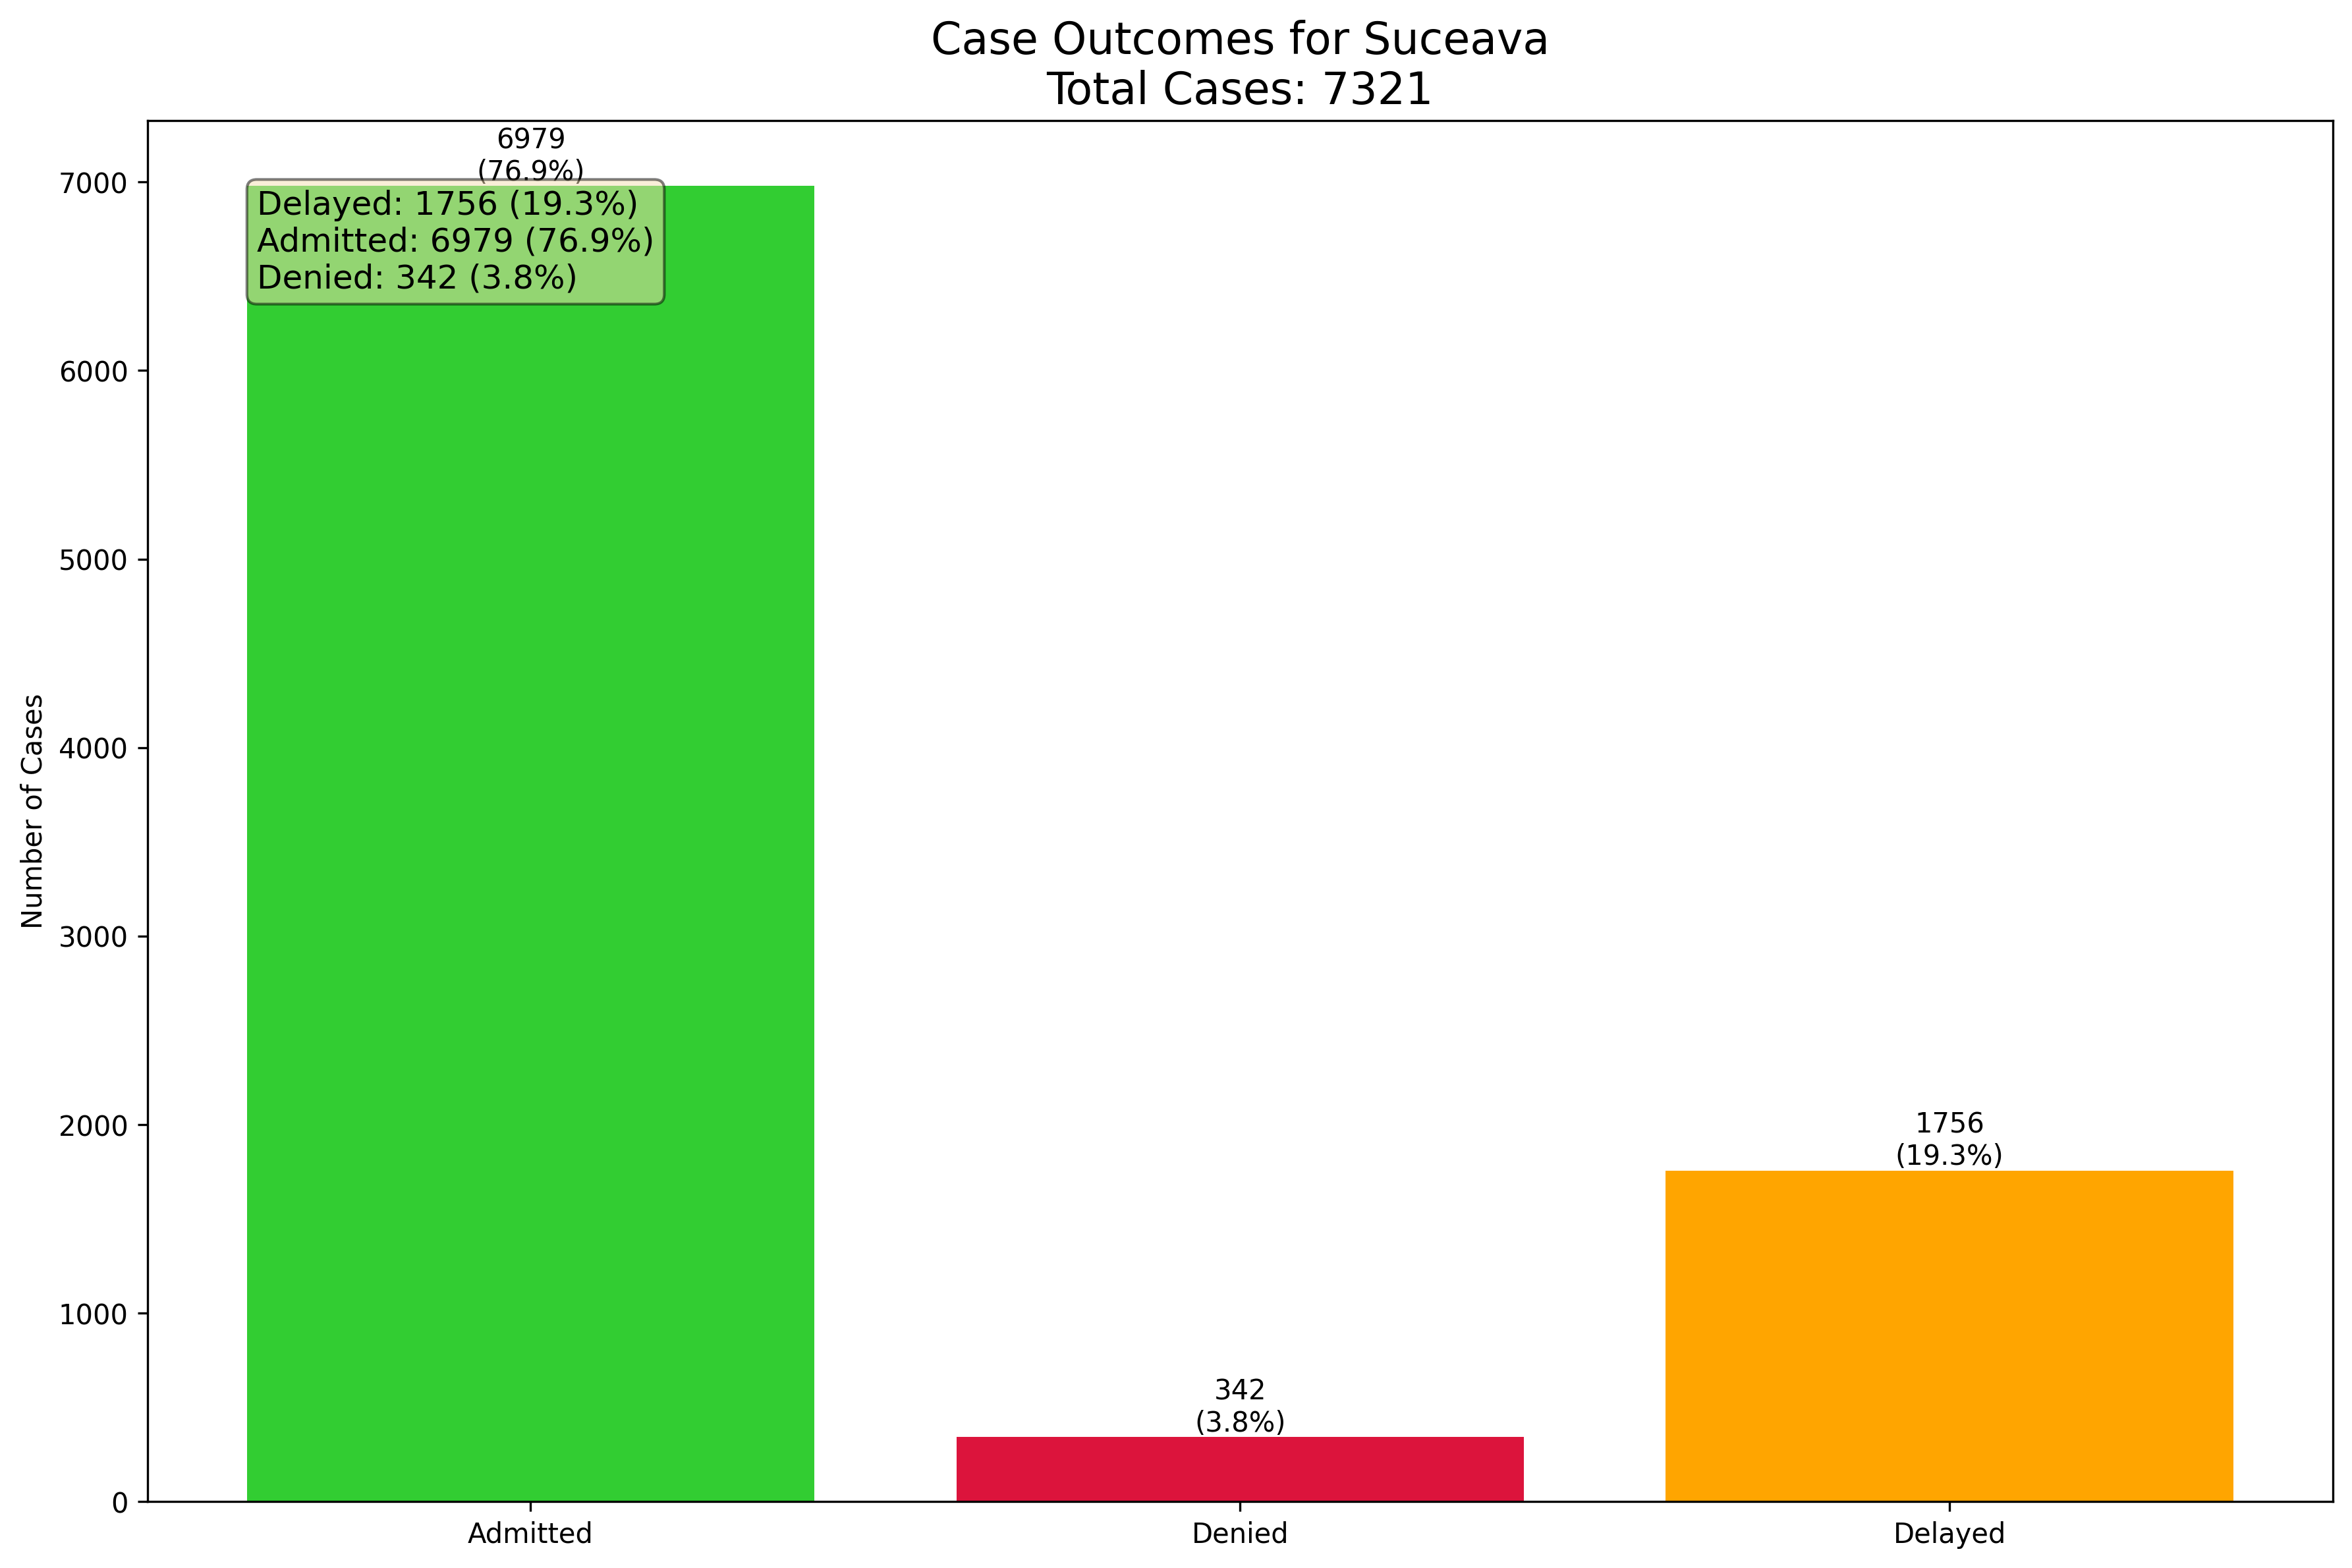 Case Outcomes for Suceava
Total Cases: 7321
6979
(76.9%)
Delayed: 1756 (19.3%)
Admitted: 6979 (76.9%)
Denied: 342 (3.8%)
7000
6000
5000
4000
3000
2000
1000
0
Number of Cases
342
(3.8%)
1756
(19.3%)
Admitted
Denied
Delayed